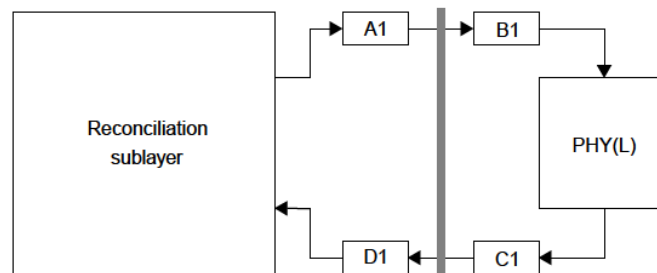 A1
B1
Reconciliation
sublayer
PHY(L)
D1
C1